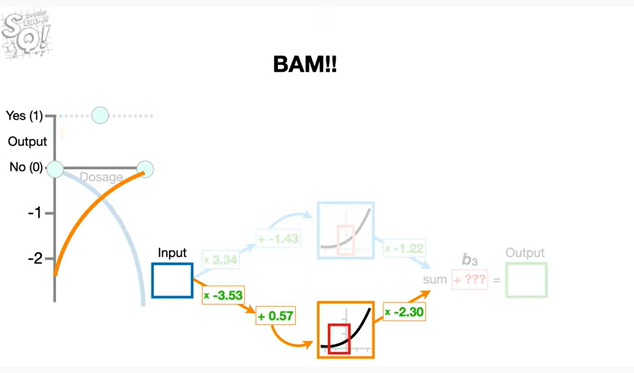 SQ!
BAM!!
Yes (1)
Output
No (0)
Dosage
-1
-2
Input
x 3.34
+ -1.43
x -1.22
b3
Output
sum + ??? =
x -3.53
+ 0.57
x -2.30